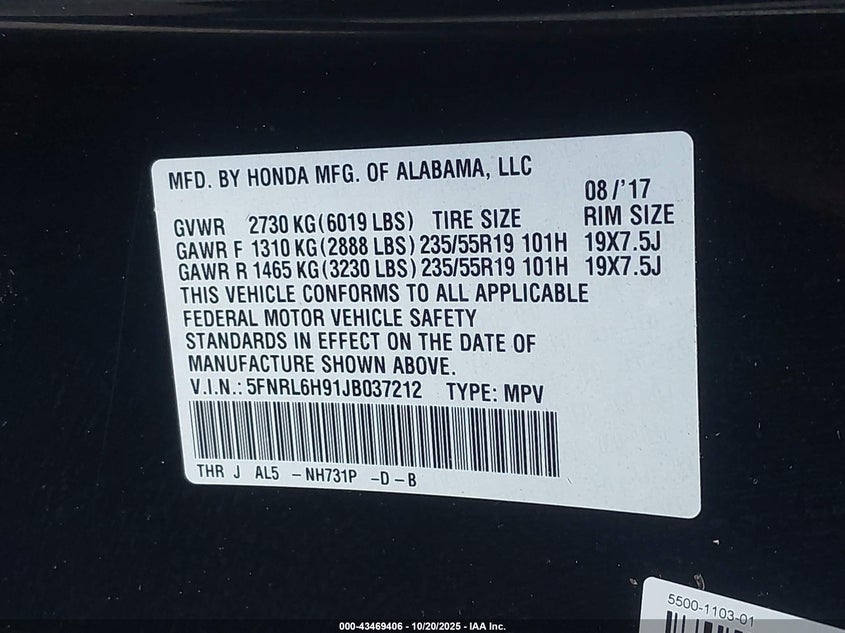 MFD. BY HONDA MFG. OF ALABAMA, LLC
08/'17
GVWR 2730 KG(6019 LBS) TIRE SIZE RIM SIZE
GAWR F 1310 KG(2888 LBS) 235/55R19 101H 19X7.5J
GAWR R 1465 KG(3230 LBS) 235/55R19 101H 19X7.5J
THIS VEHICLE CONFORMS TO ALL APPLICABLE
FEDERAL MOTOR VEHICLE SAFETY
STANDARDS IN EFFECT ON THE DATE OF
MANUFACTURE SHOWN ABOVE.
V.I.N.: 5FNRL6H91JB037212 TYPE: MPV
THR J AL5 -NH731P -D-B
5500-1103-01
000-43469406 - 10/20/2025 - IAA Inc.